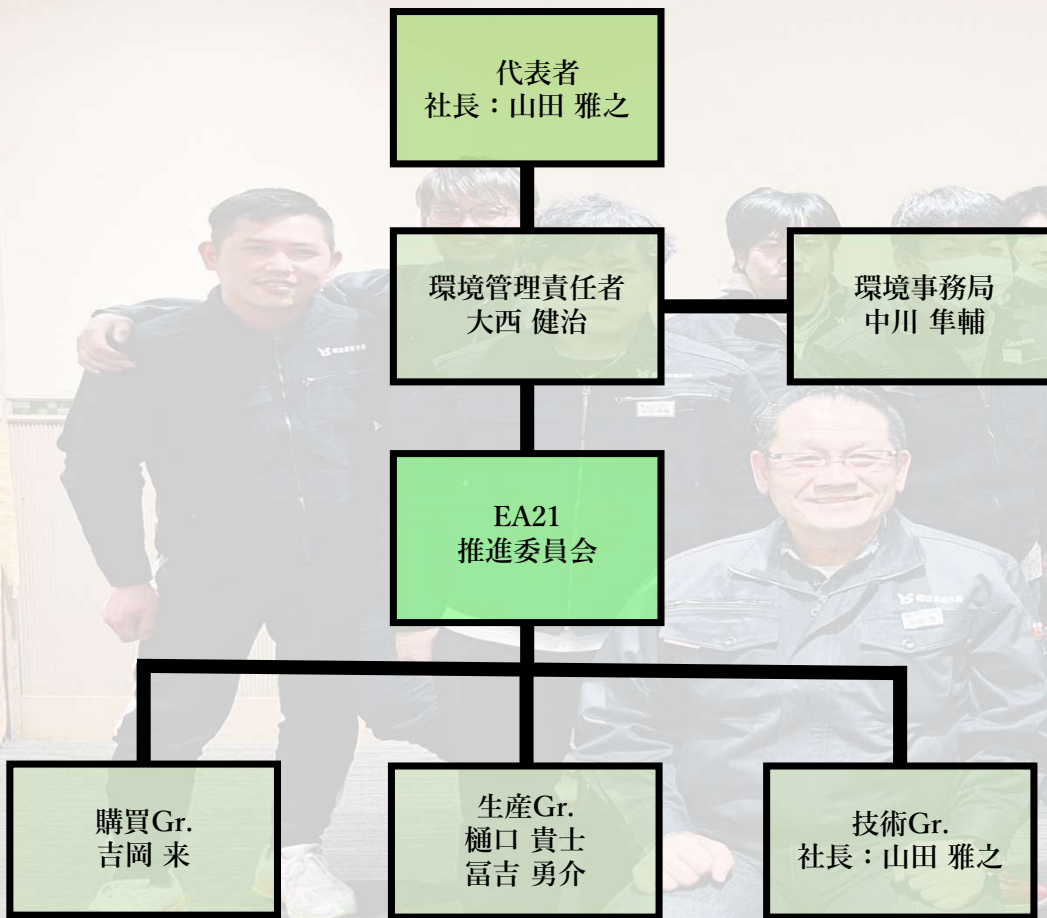 代表者
社長：山田 雅之
環境管理責任者
大西 健治
環境事務局
中川 隼輔
EA21
推進委員会
購買Gr.
吉岡 来
生産Gr.
樋口 貴士
冨吉 勇介
技術Gr.
社長：山田 雅之